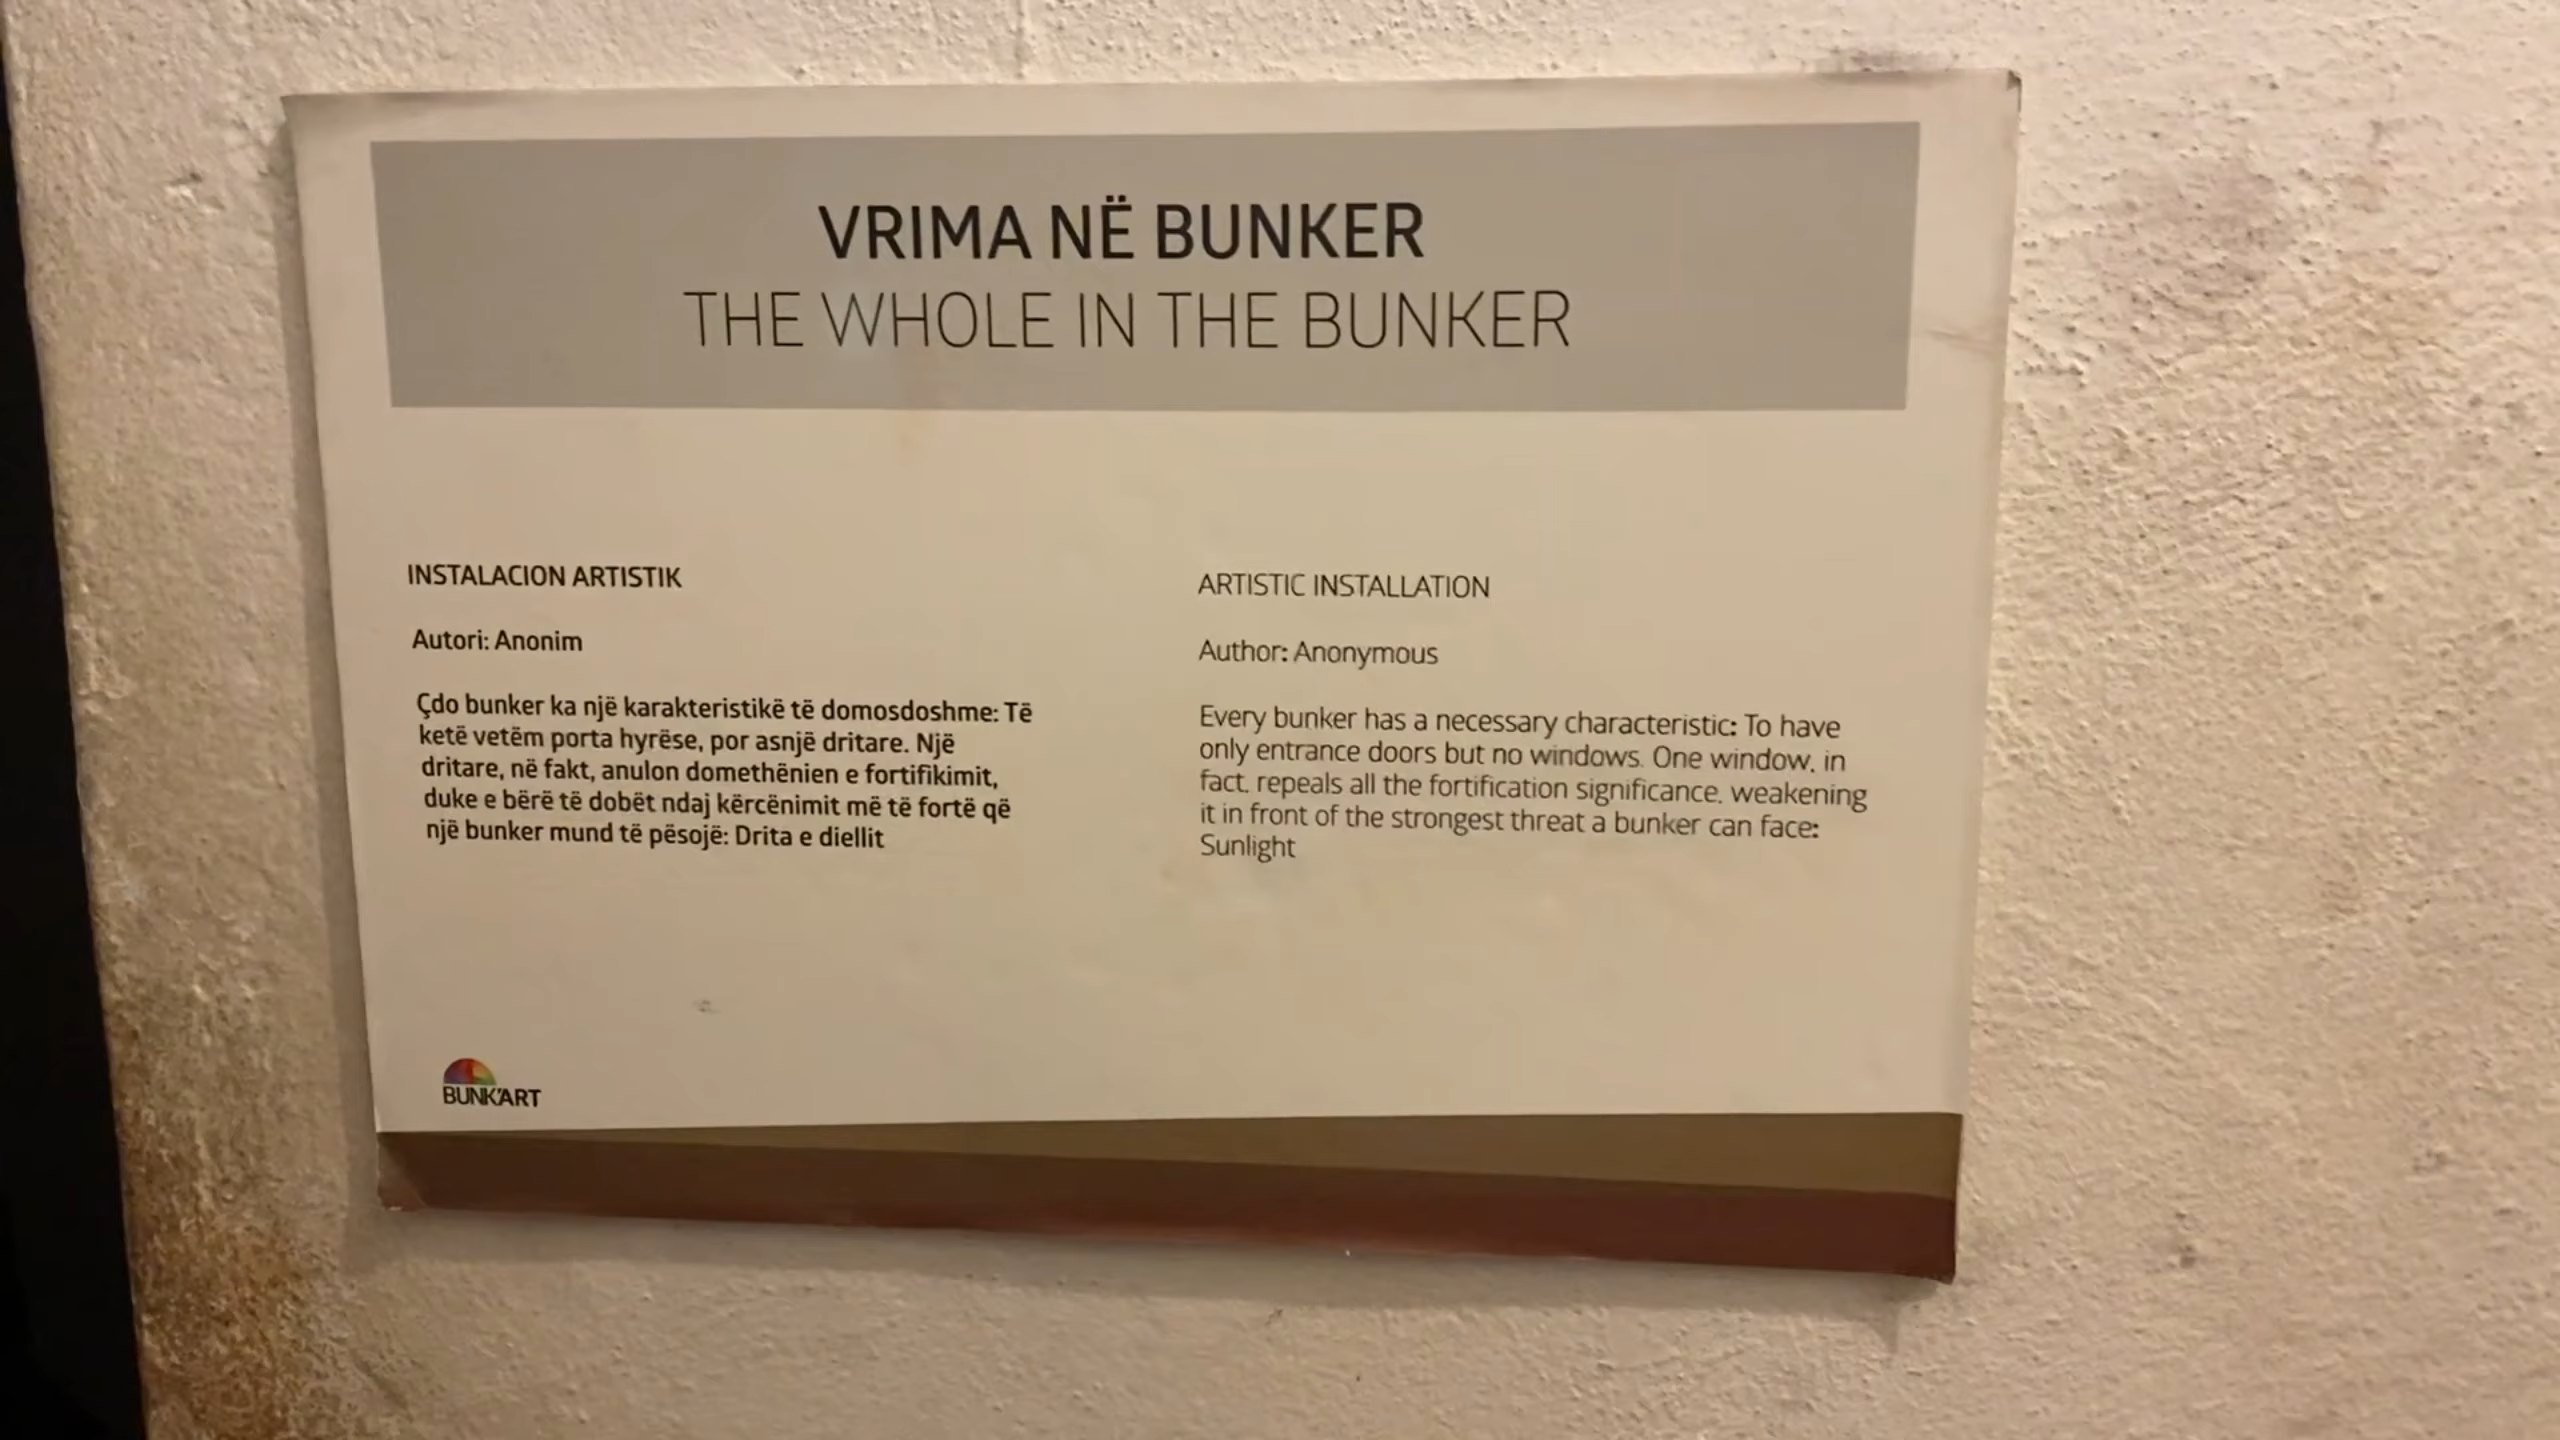 VRIMA NË BUNKER
THE WHOLE IN THE BUNKER
INSTALACION ARTISTIK
Autori: Anonim
Çdo bunker ka një karakteristikë të domosdoshme: Të
ketë vetëm porta hyrëse, por asnjë dritare. Një
dritare, në fakt, anulon domethënien e fortifikimit,
duke e bërë të dobët ndaj kërcënimit më të fortë që
një bunker mund të pësojë: Drita e diellit
ARTISTIC INSTALLATION
Author: Anonymous
Every bunker has a necessary characteristic: To have
only entrance doors but no windows. One window, in
fact, repeals all the fortification significance, weakening
it in front of the strongest threat a bunker can face:
Sunlight
BUNK'ART